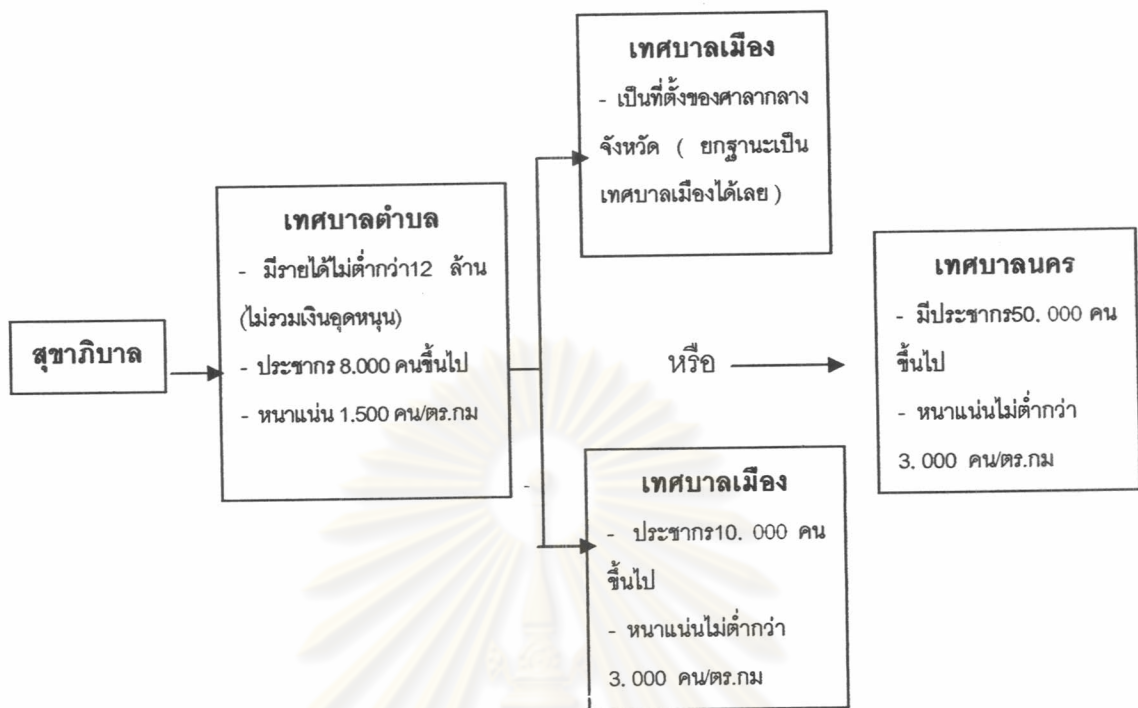 สุขาภิบาล
เทศบาลตำบล
- มีรายได้ไม่ต่ำกว่า12 ล้าน
(ไม่รวมเงินอุดหนุน)
- ประชากร 8.000 คนขึ้นไป
- หนาแน่น 1.500 คน/ตร.กม
เทศบาลเมือง
- เป็นที่ตั้งของศาลากลาง
จังหวัด ( ยกฐานะเป็น
เทศบาลเมืองได้เลย )
หรือ
เทศบาลเมือง
- ประชากร10. 000 คน
ขึ้นไป
- หนาแน่นไม่ต่ำกว่า
3. 000 คน/ตร.กม
เทศบาลนคร
- มีประชากร50. 000 คน
ขึ้นไป
- หนาแน่นไม่ต่ำกว่า
3. 000 คน/ตร.กม